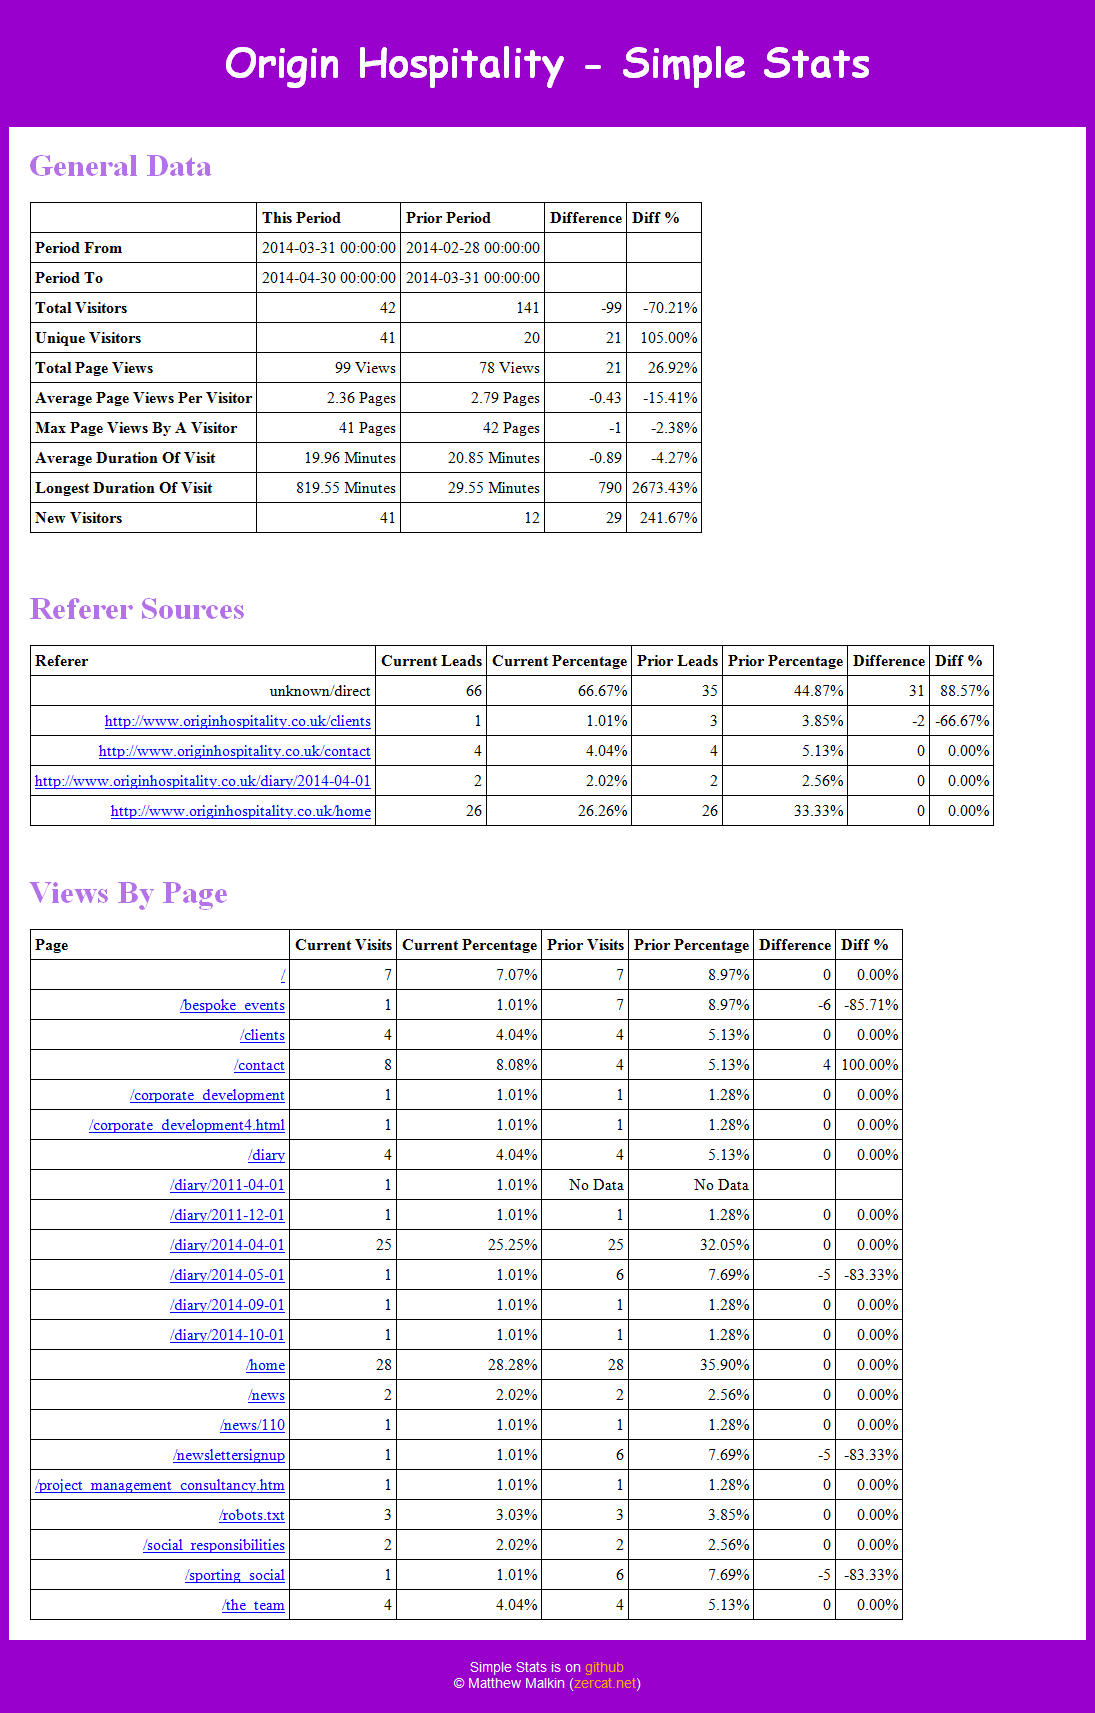 Origin Hospitality - Simple Stats
General Data
This Period Prior Period Difference Diff %
Period From 2014-03-31 00:00:00 2014-02-28 00:00:00
Period To 2014-04-30 00:00:00 2014-03-31 00:00:00
Total Visitors 42 141 -99 -70.21%
Unique Visitors 41 20 21 105.00%
Total Page Views 99 Views 78 Views 21 26.92%
Average Page Views Per Visitor 2.36 Pages 2.79 Pages -0.43 -15.41%
Max Page Views By A Visitor 41 Pages 42 Pages -1 -2.38%
Average Duration Of Visit 19.96 Minutes 20.85 Minutes -0.89 -4.27%
Longest Duration Of Visit 819.55 Minutes 29.55 Minutes 790 2673.43%
New Visitors 41 12 29 241.67%
Referer Sources
Referer Current Leads Current Percentage Prior Leads Prior Percentage Difference Diff %
unknown/direct 66 66.67% 35 44.87% 31 88.57%
http://www.originhospitality.co.uk/clients 1 1.01% 3 3.85% -2 -66.67%
http://www.originhospitality.co.uk/contact 4 4.04% 4 5.13% 0 0.00%
http://www.originhospitality.co.uk/diary/2014-04-01 2 2.02% 2 2.56% 0 0.00%
http://www.originhospitality.co.uk/home 26 26.26% 26 33.33% 0 0.00%
Views By Page
Page Current Visits Current Percentage Prior Visits Prior Percentage Difference Diff %
/ 7 7.07% 7 8.97% 0 0.00%
/bespoke_events 1 1.01% 7 8.97% -6 -85.71%
/clients 4 4.04% 4 5.13% 0 0.00%
/contact 8 8.08% 4 5.13% 4 100.00%
/corporate_development 1 1.01% 1 1.28% 0 0.00%
/corporate_development4.html 1 1.01% 1 1.28% 0 0.00%
/diary 4 4.04% 4 5.13% 0 0.00%
/diary/2011-04-01 1 1.01% No Data No Data
/diary/2011-12-01 1 1.01% 1 1.28% 0 0.00%
/diary/2014-04-01 25 25.25% 25 32.05% 0 0.00%
/diary/2014-05-01 1 1.01% 6 7.69% -5 -83.33%
/diary/2014-09-01 1 1.01% 1 1.28% 0 0.00%
/diary/2014-10-01 1 1.01% 1 1.28% 0 0.00%
/home 28 28.28% 28 35.90% 0 0.00%
/news 2 2.02% 2 2.56% 0 0.00%
/news/110 1 1.01% 1 1.28% 0 0.00%
/newslettersignup 1 1.01% 6 7.69% -5 -83.33%
/project_management_consultancy.htm 1 1.01% 1 1.28% 0 0.00%
/robots.txt 3 3.03% 3 3.85% 0 0.00%
/social_responsibilities 2 2.02% 2 2.56% 0 0.00%
/sporting_social 1 1.01% 6 7.69% -5 -83.33%
/the_team 4 4.04% 4 5.13% 0 0.00%
Simple Stats is on github
© Matthew Malkin (zercat.net)